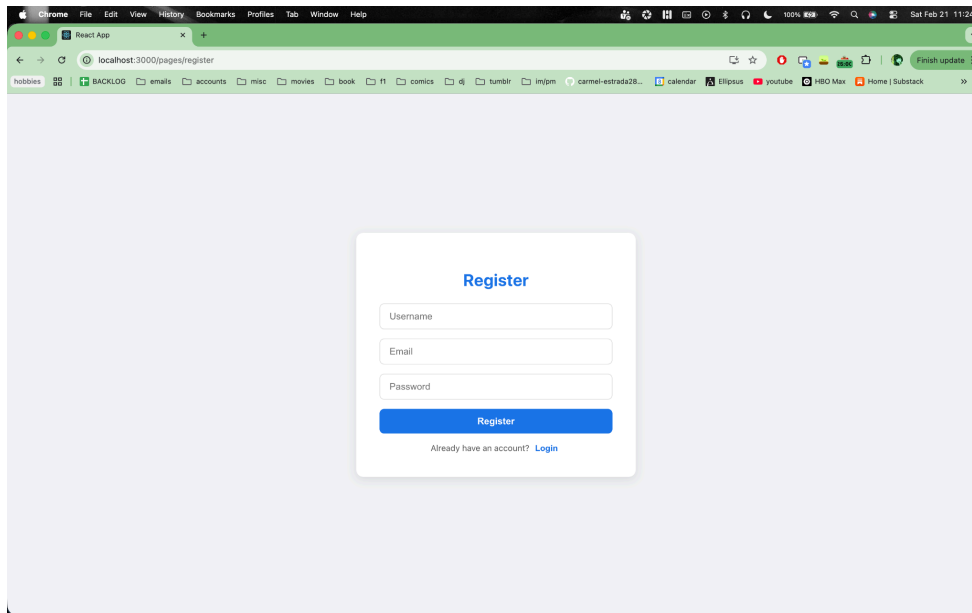 Chrome File Edit View History Bookmarks Profiles Tab Window Help 100% Sat Feb 21 11:24
React App
localhost:3000/pages/register Finish update
hobbies BACKLOG emails accounts misc movies book f1 comics dj tumblr im/pm carmel-estrada28... calendar Ellipsus youtube HBO Max Home | Substack
Register
Username
Email
Password
Register
Already have an account? Login